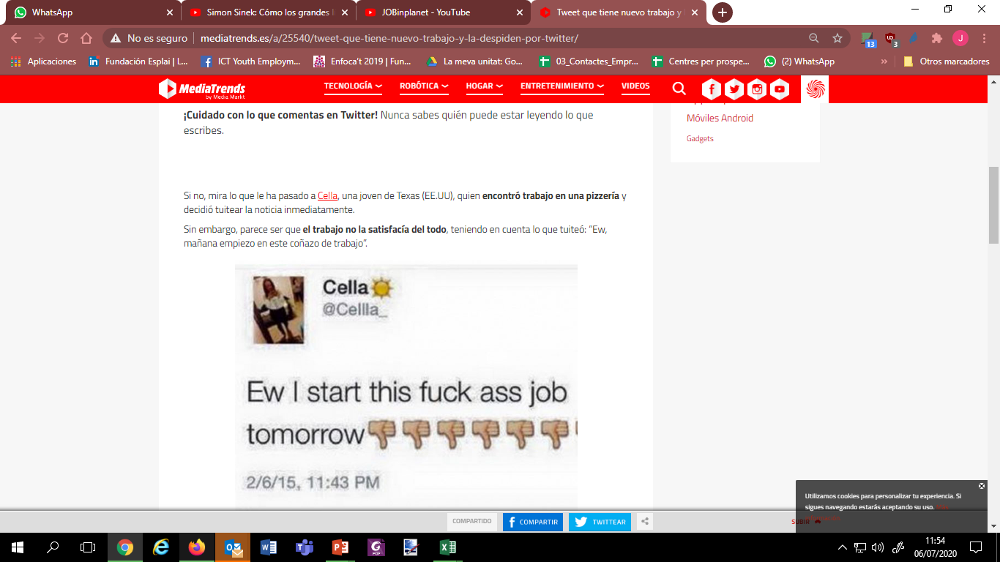 WhatsApp
Simon Sinek: Cómo los grandes l
JOBinplanet - YouTube
Tweet que tiene nuevo trabajo y
No es seguro
mediatrends.es/a/25540/tweet-que-tiene-nuevo-trabajo-y-la-despiden-por-twitter/
13
3
J
Aplicaciones
Fundación Esplai | L...
ICT Youth Employm...
Enfoca't 2019 | Fun...
La meva unitat: Go...
03_Contactes_Empr...
Centres per prospe...
(2) WhatsApp
»
Otros marcadores
MediaTrends
by Media Markt
TECNOLOGÍA
ROBÓTICA
HOGAR
ENTRETENIMIENTO
VIDEOS
¡Cuidado con lo que comentas en Twitter! Nunca sabes quién puede estar leyendo lo que
escribes.
Móviles Android
Gadgets
Si no, mira lo que le ha pasado a Cella, una joven de Texas (EE.UU), quien encontró trabajo en una pizzería y
decidió tuitear la noticia inmediatamente.
Sin embargo, parece ser que el trabajo no la satisfacía del todo, teniendo en cuenta lo que tuiteó: “Ew,
mañana empiezo en este coñazo de trabajo”.
Cella
@Cellla_
Ew I start this fuck ass job
tomorrow
2/6/15, 11:43 PM
Utilizamos cookies para personalizar tu experiencia. Si
sigues navegando estarás aceptando su uso.
SUBIR
COMPARTIDO
COMPARTIR
TWITTEAR
11:54
06/07/2020